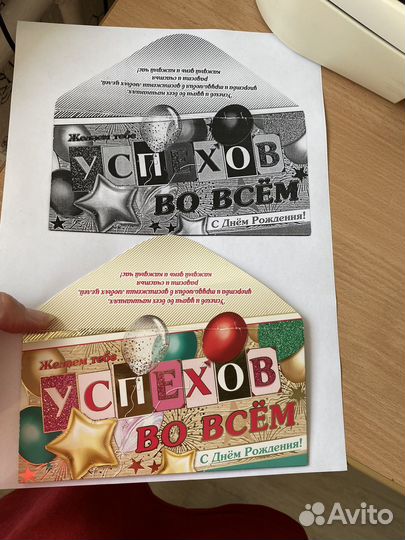 Успехов и удачи во всех начинаниях,
упорства и трудолюбия в достижении любых целей,
радости и счастья
каждый день и каждый час!
Желаем тебе
УСПЕХОВ
ВО ВСЁМ
С Днём Рождения!
Успехов и удачи во всех начинаниях,
упорства и трудолюбия в достижении любых целей,
радости и счастья
каждый день и каждый час!
Желаем тебе
УСПЕХОВ
ВО ВСЁМ
С Днём Рождения!
Avito